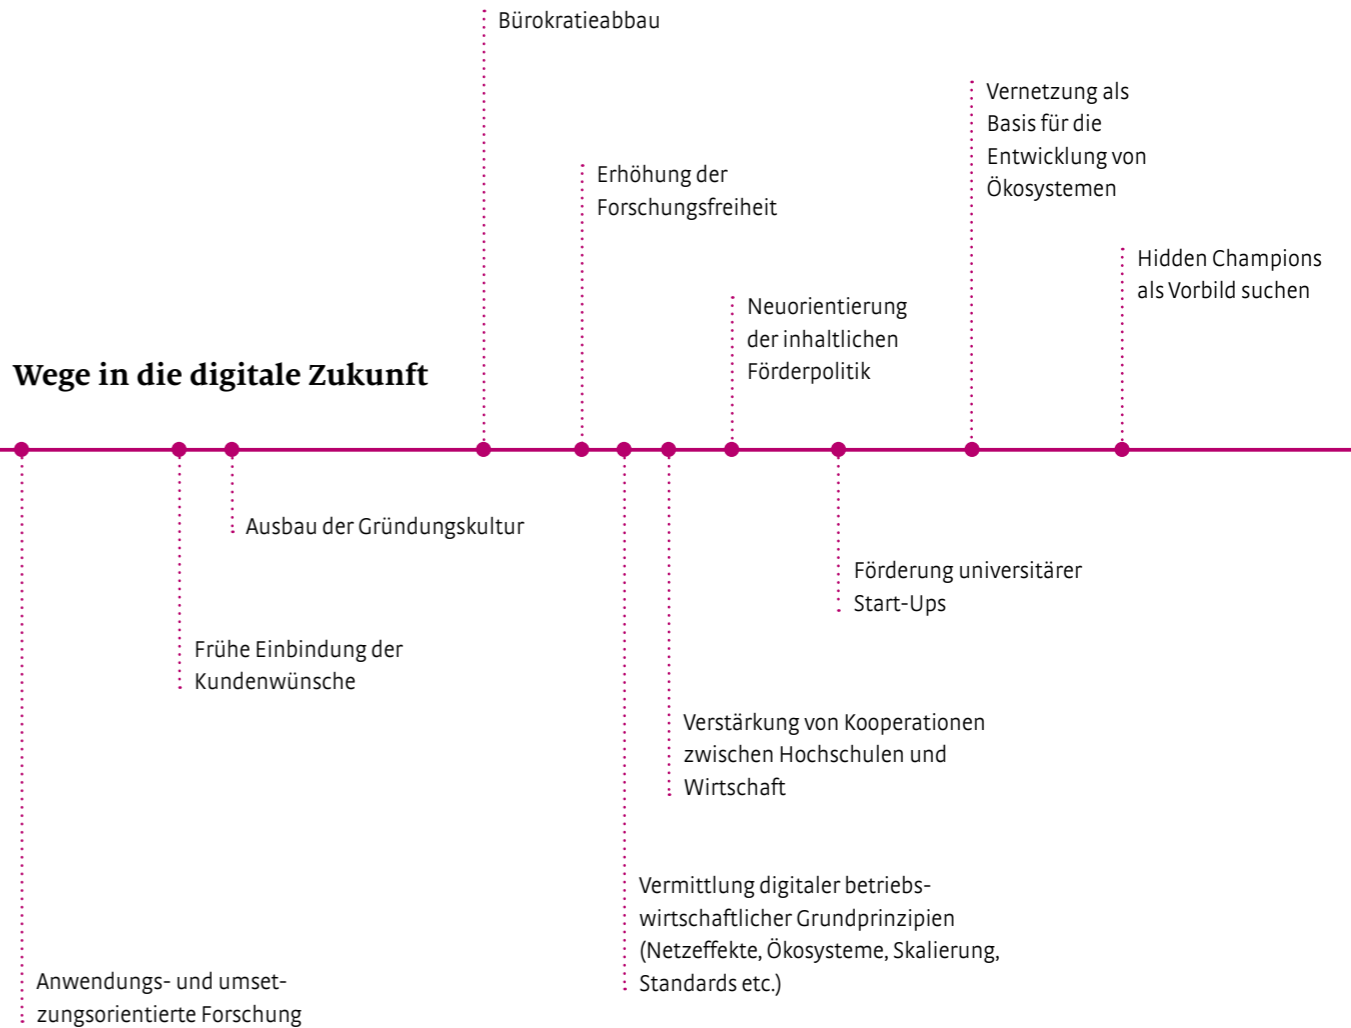 Bürokratieabbau
Vernetzung als
Basis für die
Entwicklung von
Ökosystemen
Erhöhung der
Forschungsfreiheit
Hidden Champions
als Vorbild suchen
Neuorientierung
der inhaltlichen
Förderpolitik
Wege in die digitale Zukunft
Ausbau der Gründungskultur
Förderung universitärer
Start-Ups
Frühe Einbindung der
Kundenwünsche
Verstärkung von Kooperationen
zwischen Hochschulen und
Wirtschaft
Vermittlung digitaler betriebs-
wirtschaftlicher Grundprinzipien
(Netzeffekte, Ökosysteme, Skalierung,
Standards etc.)
Anwendungs- und umset-
zungsorientierte Forschung